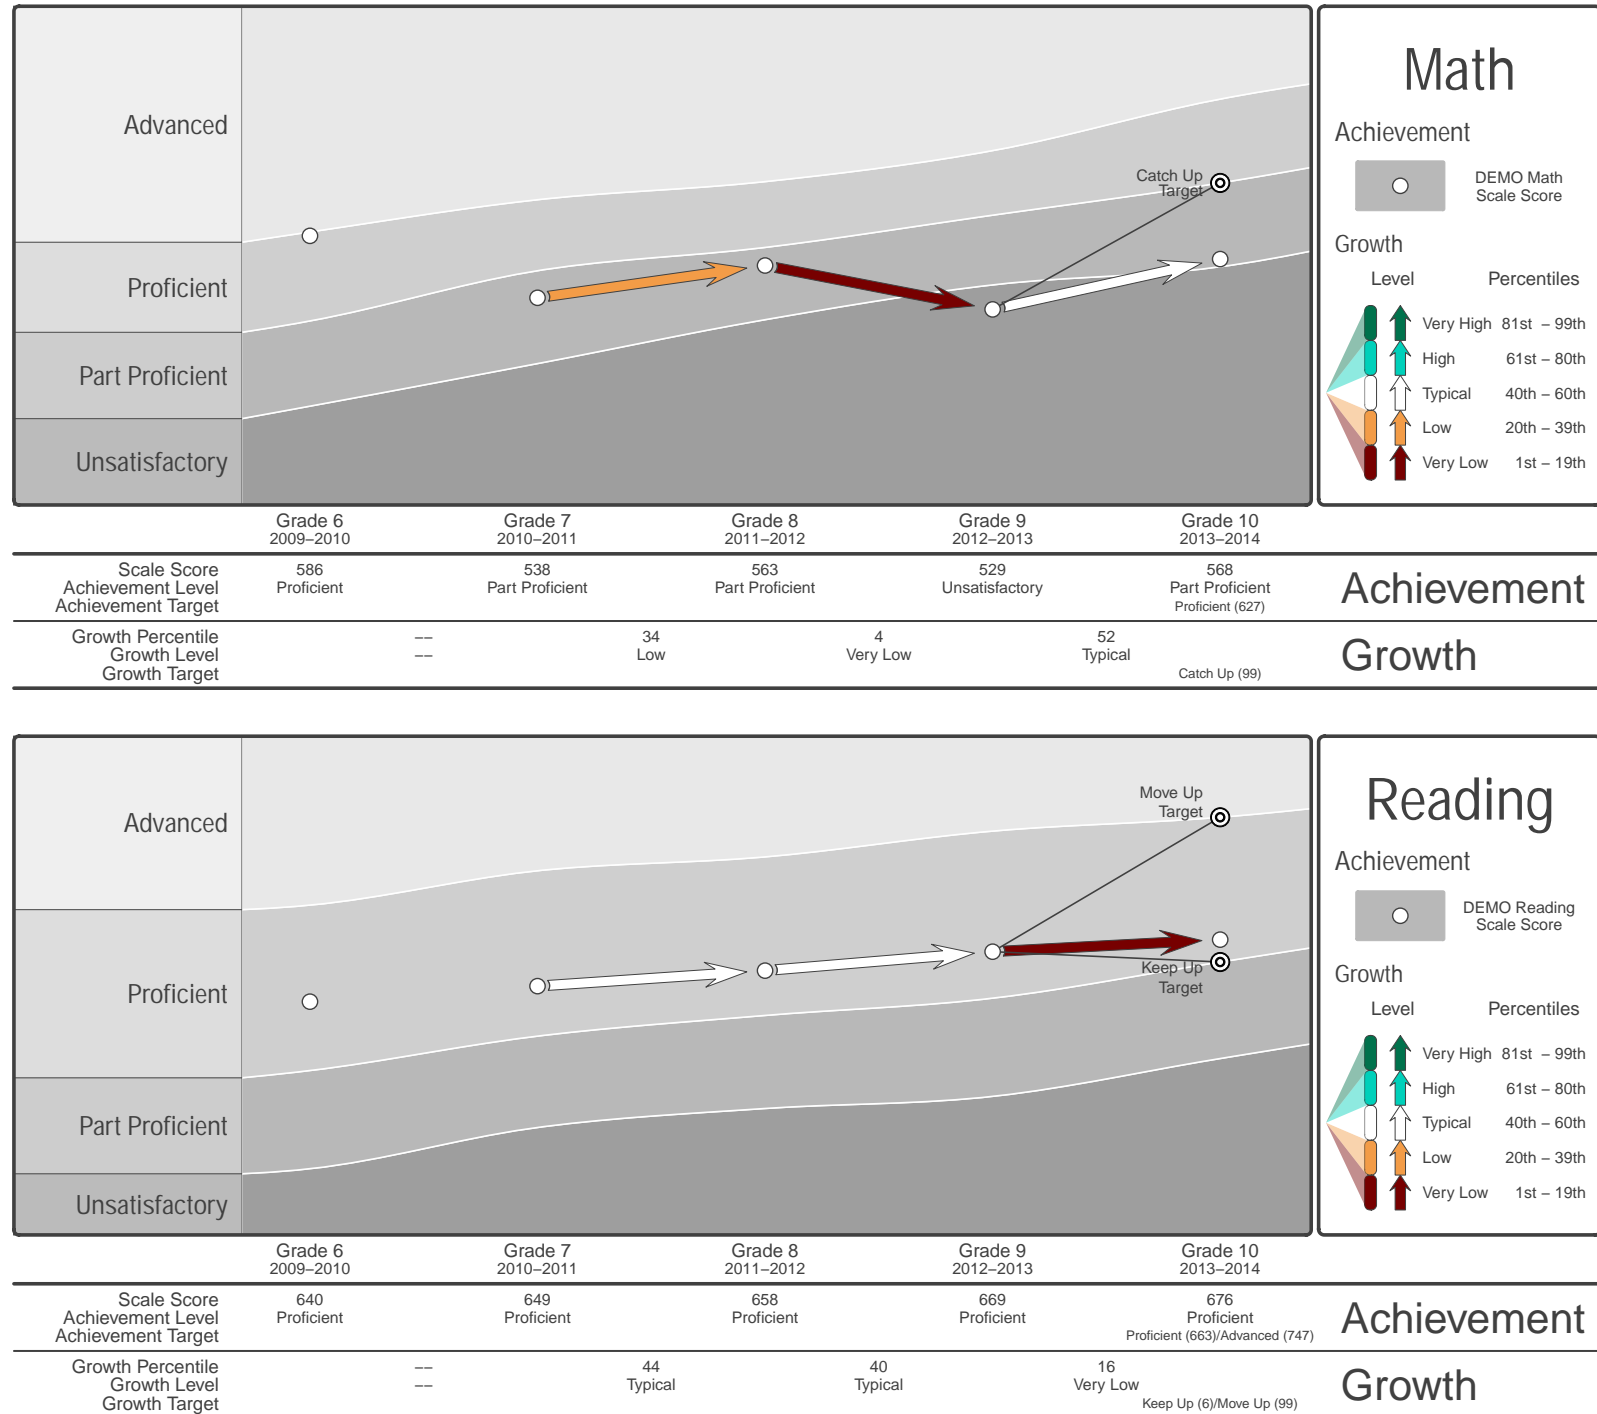 Math
Advanced
Proficient
Part Proficient
Unsatisfactory
Catch Up
Target
Achievement
DEMO Math
Scale Score
Growth
Level Percentiles
Very High 81st – 99th
High 61st – 80th
Typical 40th – 60th
Low 20th – 39th
Very Low 1st – 19th
Grade 6 Grade 7 Grade 8 Grade 9 Grade 10
2009–2010 2010–2011 2011–2012 2012–2013 2013–2014
Scale Score 586 538 563 529 568
Achievement Level Proficient Part Proficient Part Proficient Unsatisfactory Part Proficient
Achievement Target Proficient (627)
Achievement
Growth Percentile –– 34 4 52
Growth Level –– Low Very Low Typical
Growth Target Catch Up (99)
Growth
Reading
Advanced
Proficient
Part Proficient
Unsatisfactory
Move Up
Target
Keep Up
Target
Achievement
DEMO Reading
Scale Score
Growth
Level Percentiles
Very High 81st – 99th
High 61st – 80th
Typical 40th – 60th
Low 20th – 39th
Very Low 1st – 19th
Grade 6 Grade 7 Grade 8 Grade 9 Grade 10
2009–2010 2010–2011 2011–2012 2012–2013 2013–2014
Scale Score 640 649 658 669 676
Achievement Level Proficient Proficient Proficient Proficient Proficient
Achievement Target Proficient (663)/Advanced (747)
Achievement
Growth Percentile –– 44 40 16
Growth Level –– Typical Typical Very Low
Growth Target Keep Up (6)/Move Up (99)
Growth